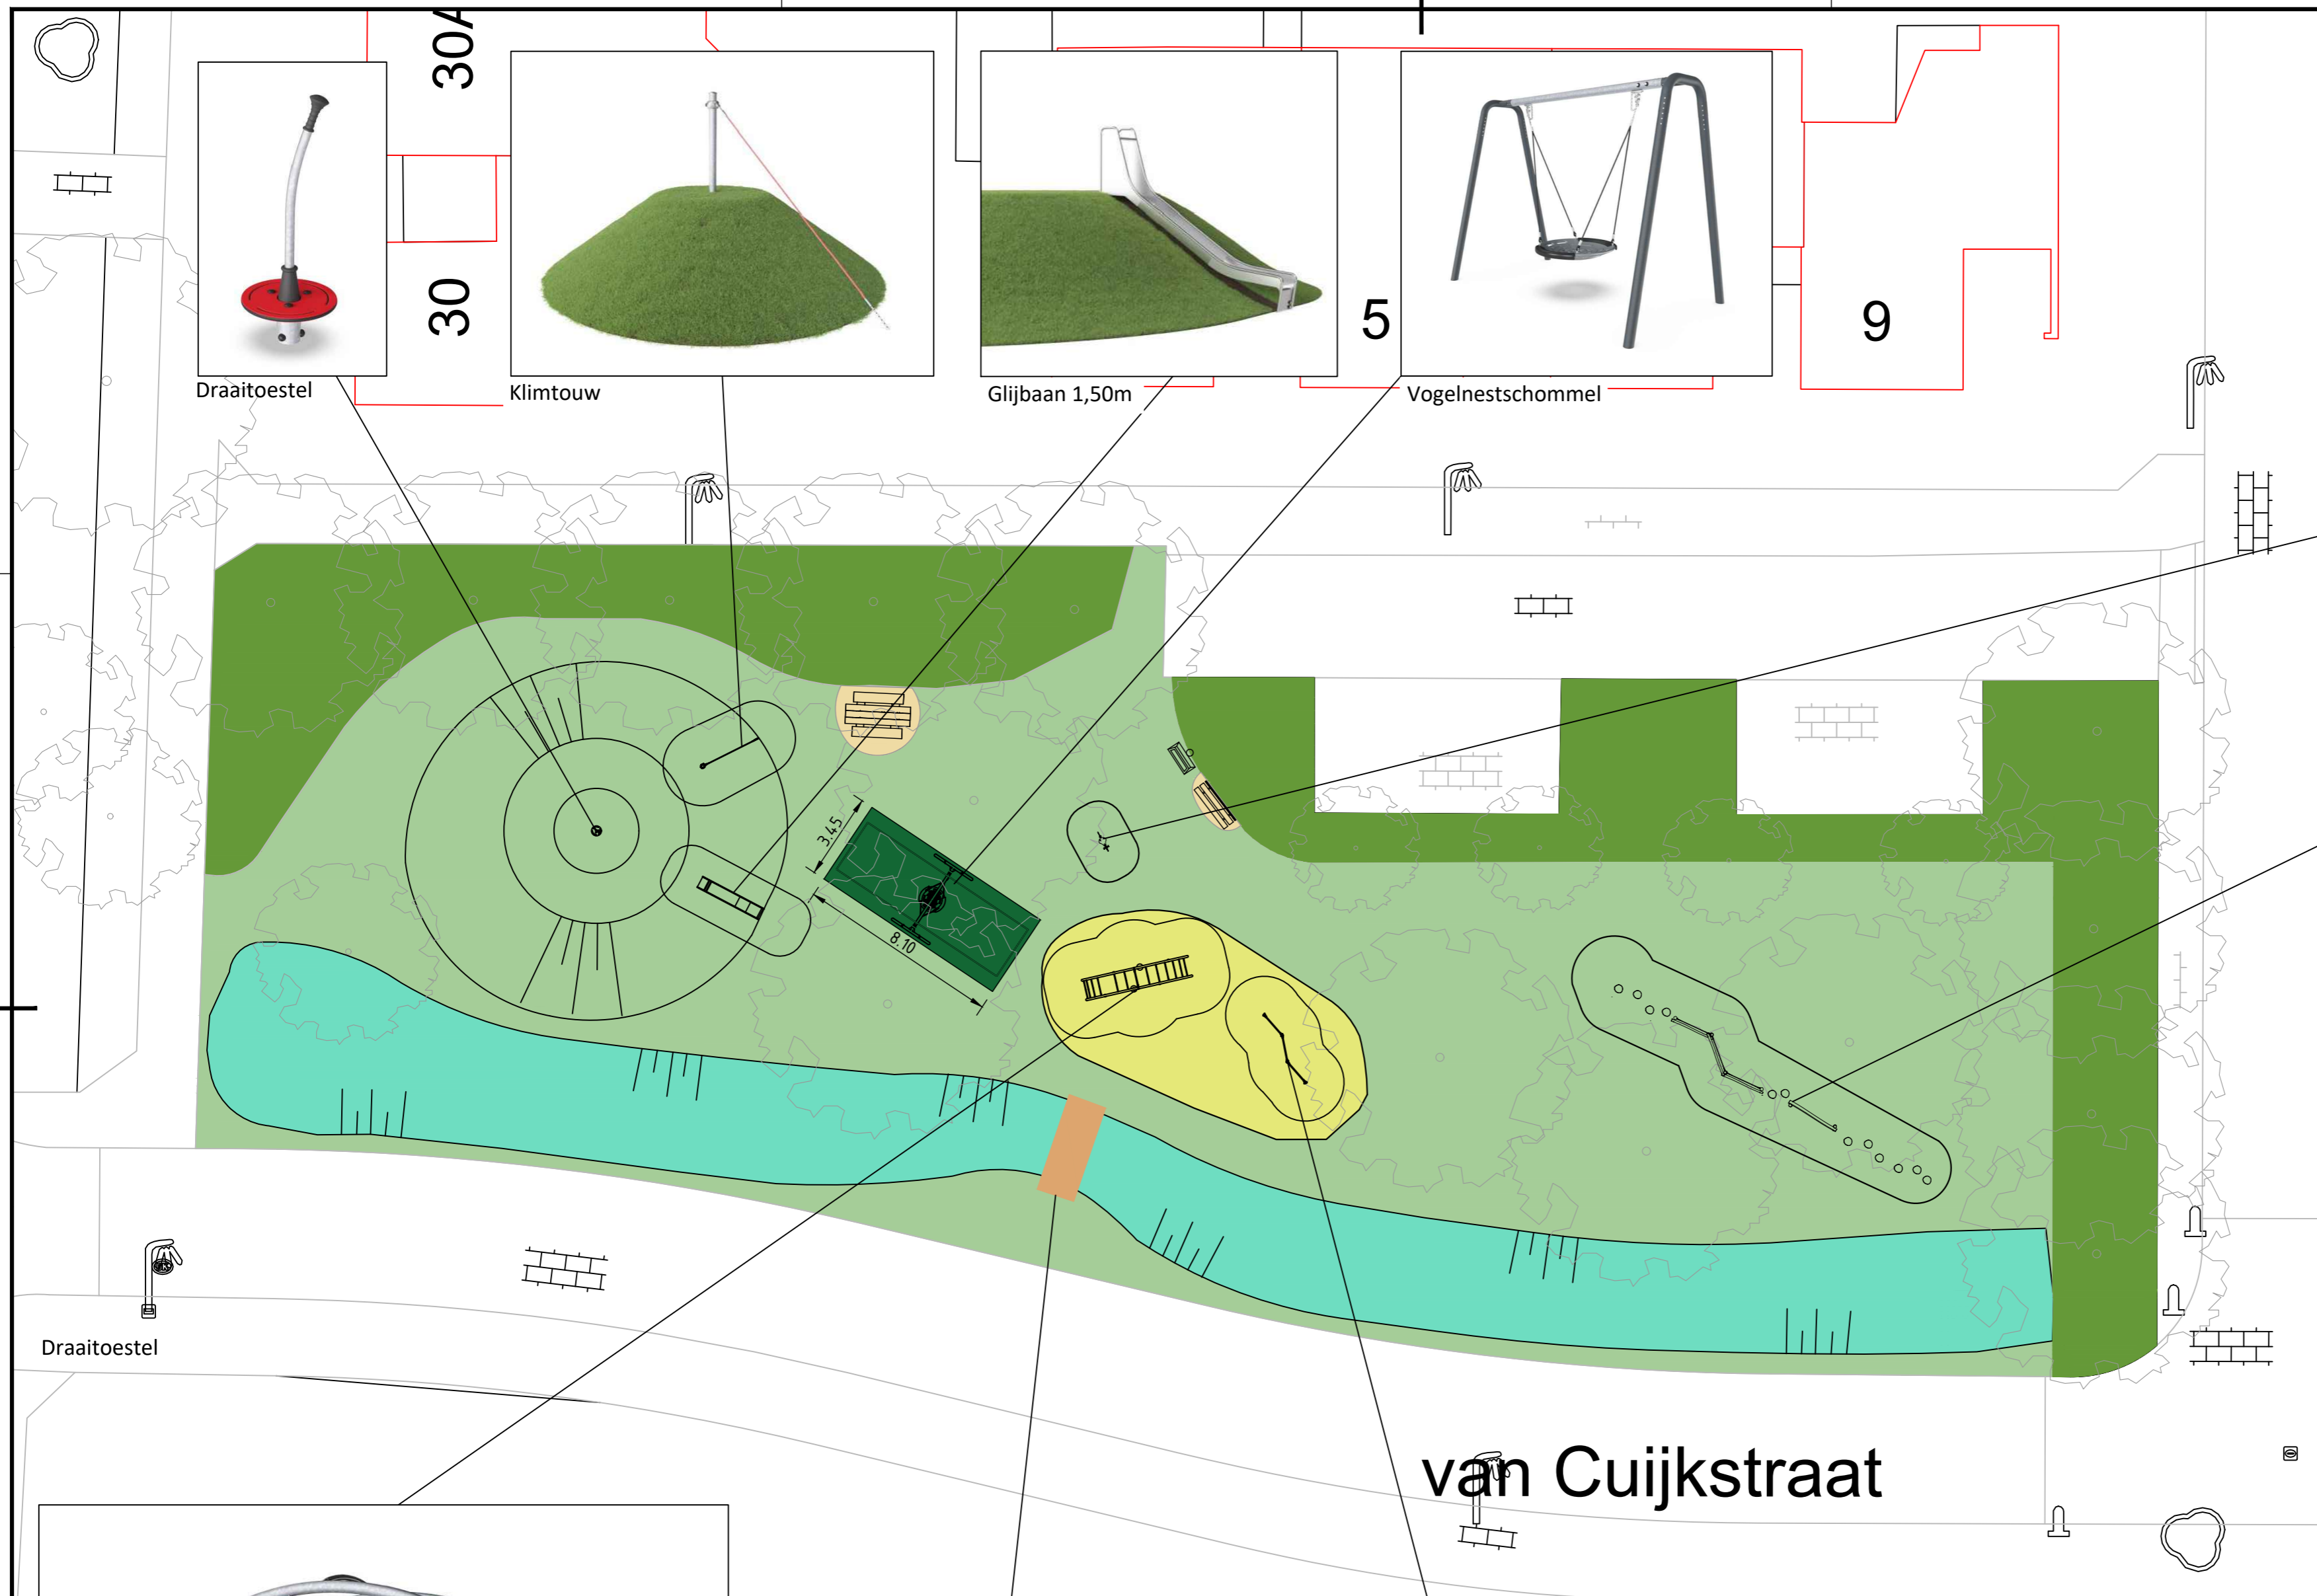 30A
30
5
9
Draaitoestel
Klimtouw
Glijbaan 1,50m
Vogelnestschommel
3.45
8.10
Draaitoestel
van Cuijkstraat